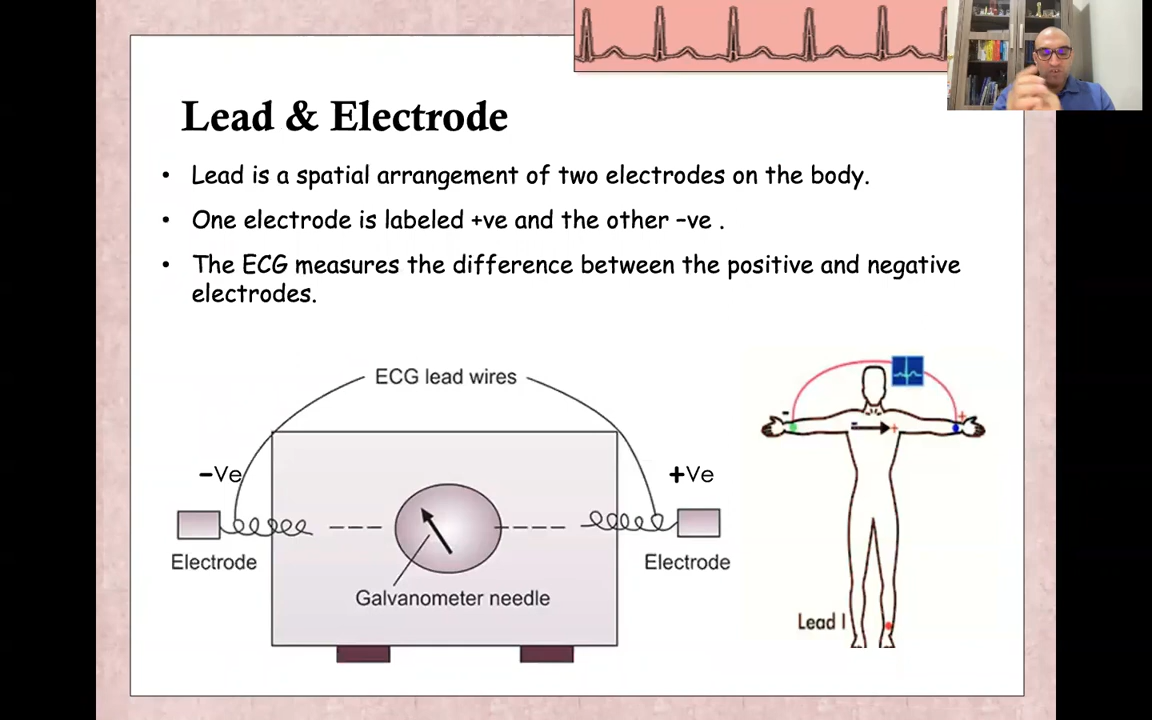 Lead & Electrode
• Lead is a spatial arrangement of two electrodes on the body.
• One electrode is labeled +ve and the other –ve .
• The ECG measures the difference between the positive and negative
electrodes.
ECG lead wires
–Ve
+Ve
Electrode
Electrode
Galvanometer needle
- +
- +
Lead I